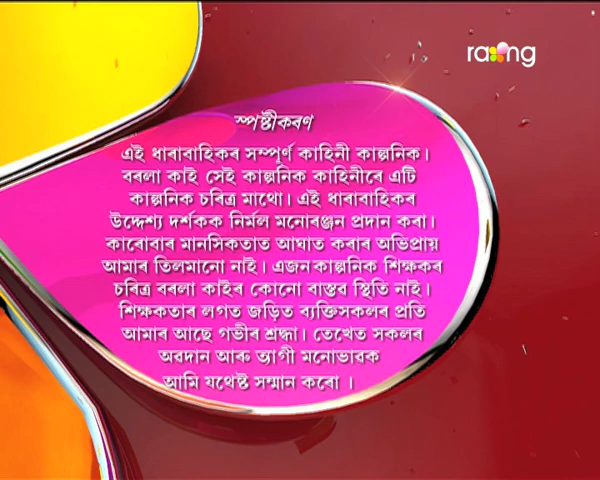 rang
স্পষ্টীকৰণ
এই ধাৰাবাহিকৰ সম্পূৰ্ণ কাহিনী কাল্পনিক।
বৰলা কাই সেই কাল্পনিক কাহিনীৰে এটি
কাল্পনিক চৰিত্ৰ মাথো। এই ধাৰাবাহিকৰ
উদ্দেশ্য দৰ্শকক নিৰ্মল মনোৰঞ্জন প্ৰদান কৰা।
কাৰোবাৰ মানসিকতাত আঘাত কৰাৰ অভিপ্ৰায়
আমাৰ তিলমানো নাই। এজন কাল্পনিক শিক্ষকৰ
চৰিত্ৰ বৰলা কাইৰ কোনো বাস্তব স্থিতি নাই।
শিক্ষকতাৰ লগত জড়িত ব্যক্তিসকলৰ প্ৰতি
আমাৰ আছে গভীৰ শ্ৰদ্ধা। তেখেত সকলৰ
অৱদান আৰু ত্যাগী মনোভাৱক
আমি যথেষ্ট সন্মান কৰো ।